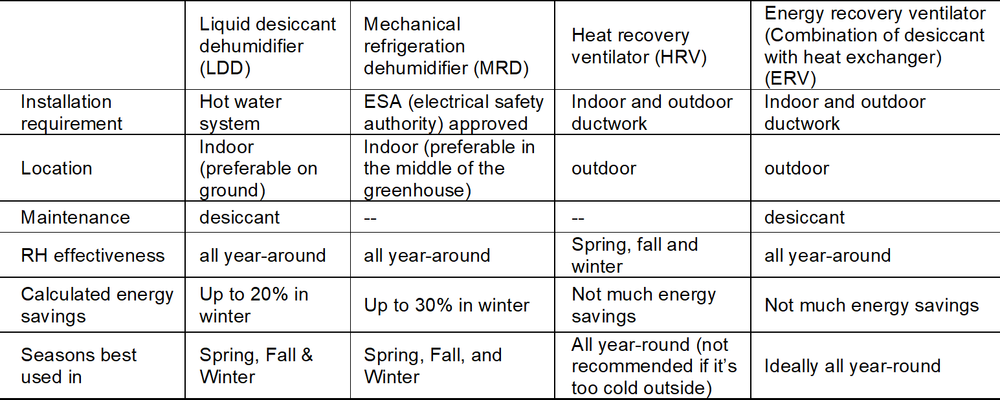 Liquid desiccant
dehumidifier
(LDD)
Mechanical
refrigeration
dehumidifier (MRD)
Heat recovery
ventilator (HRV)
Energy recovery ventilator
(Combination of desiccant
with heat exchanger)
(ERV)
Installation
requirement
Hot water
system
ESA (electrical safety
authority) approved
Indoor and outdoor
ductwork
Indoor and outdoor
ductwork
Location
Indoor
(preferable on
ground)
Indoor (preferable in
the middle of the
greenhouse)
outdoor
outdoor
Maintenance
desiccant
--
--
desiccant
RH effectiveness
all year-around
all year-around
Spring, fall and
winter
all year-around
Calculated energy
savings
Up to 20% in
winter
Up to 30% in winter
Not much energy
savings
Not much energy savings
Seasons best
used in
Spring, Fall &
Winter
Spring, Fall, and
Winter
All year-round (not
recommended if it’s
too cold outside)
Ideally all year-round